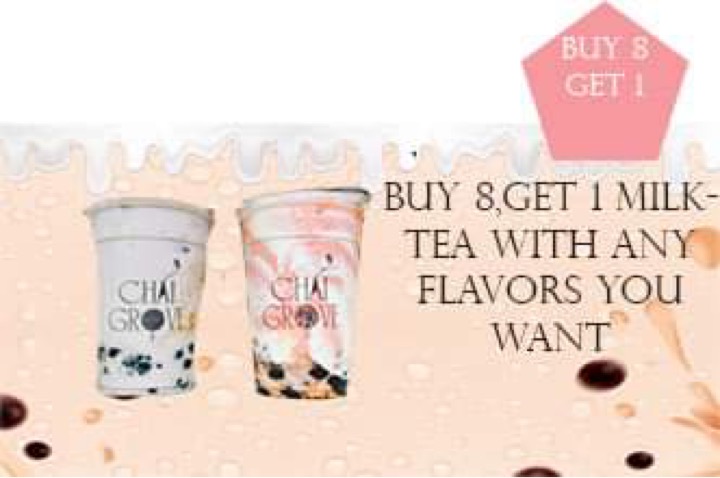 BUY 8
GET 1
BUY 8,GET 1 MILK-
TEA WITH ANY
FLAVORS YOU
WANT
CHAI
GROVE
CHAI
GROVE